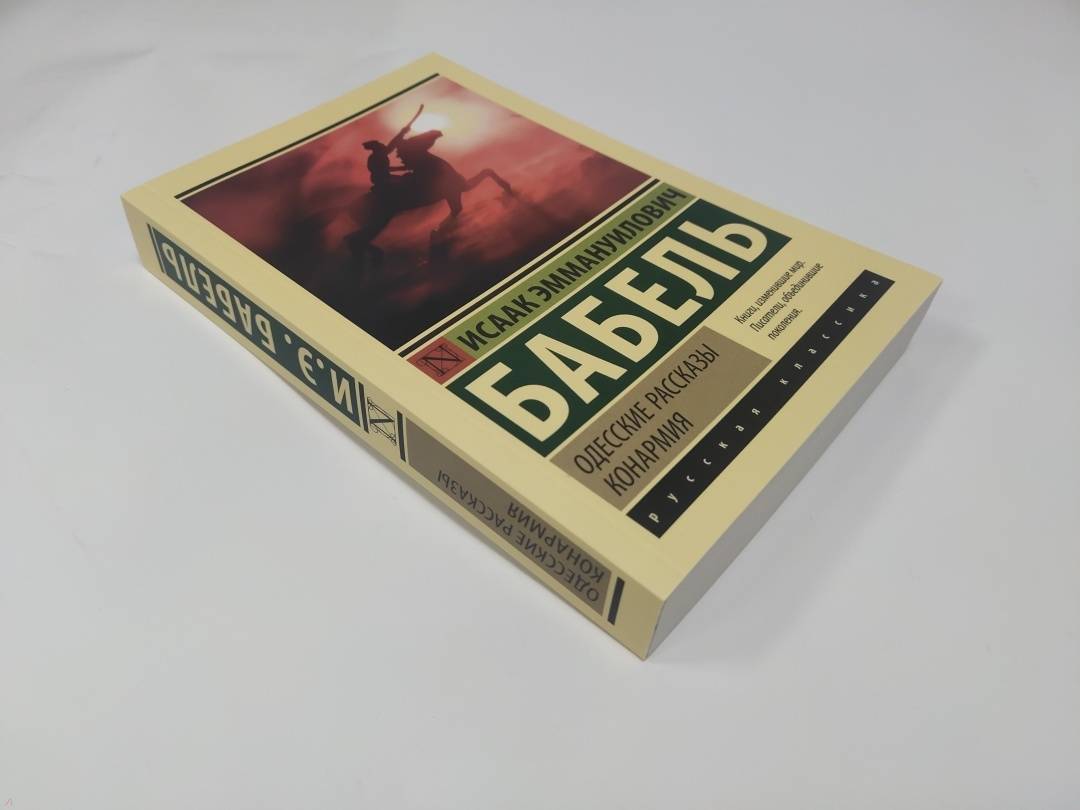 N
ИСААК ЭММАНУИЛОВИЧ
БАБЕЛЬ
ОДЕССКИЕ РАССКАЗЫ
КОНАРМИЯ
Книги, изменившие мир.
Писатели, объединившие
поколения.
русская классика
И.Э. БАБЕЛЬ
N
ОДЕССКИЕ РАССКАЗЫ
КОНАРМИЯ